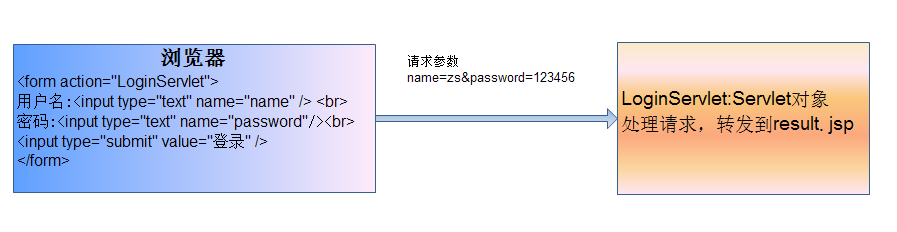 浏览器
<form action="LoginServlet">
用户名:<input type="text" name="name" /> <br>
密码:<input type="text" name="password"/><br>
<input type="submit" value="登录" />
</form>
请求参数
name=zs&password=123456
LoginServlet:Servlet对象
处理请求，转发到result. jsp